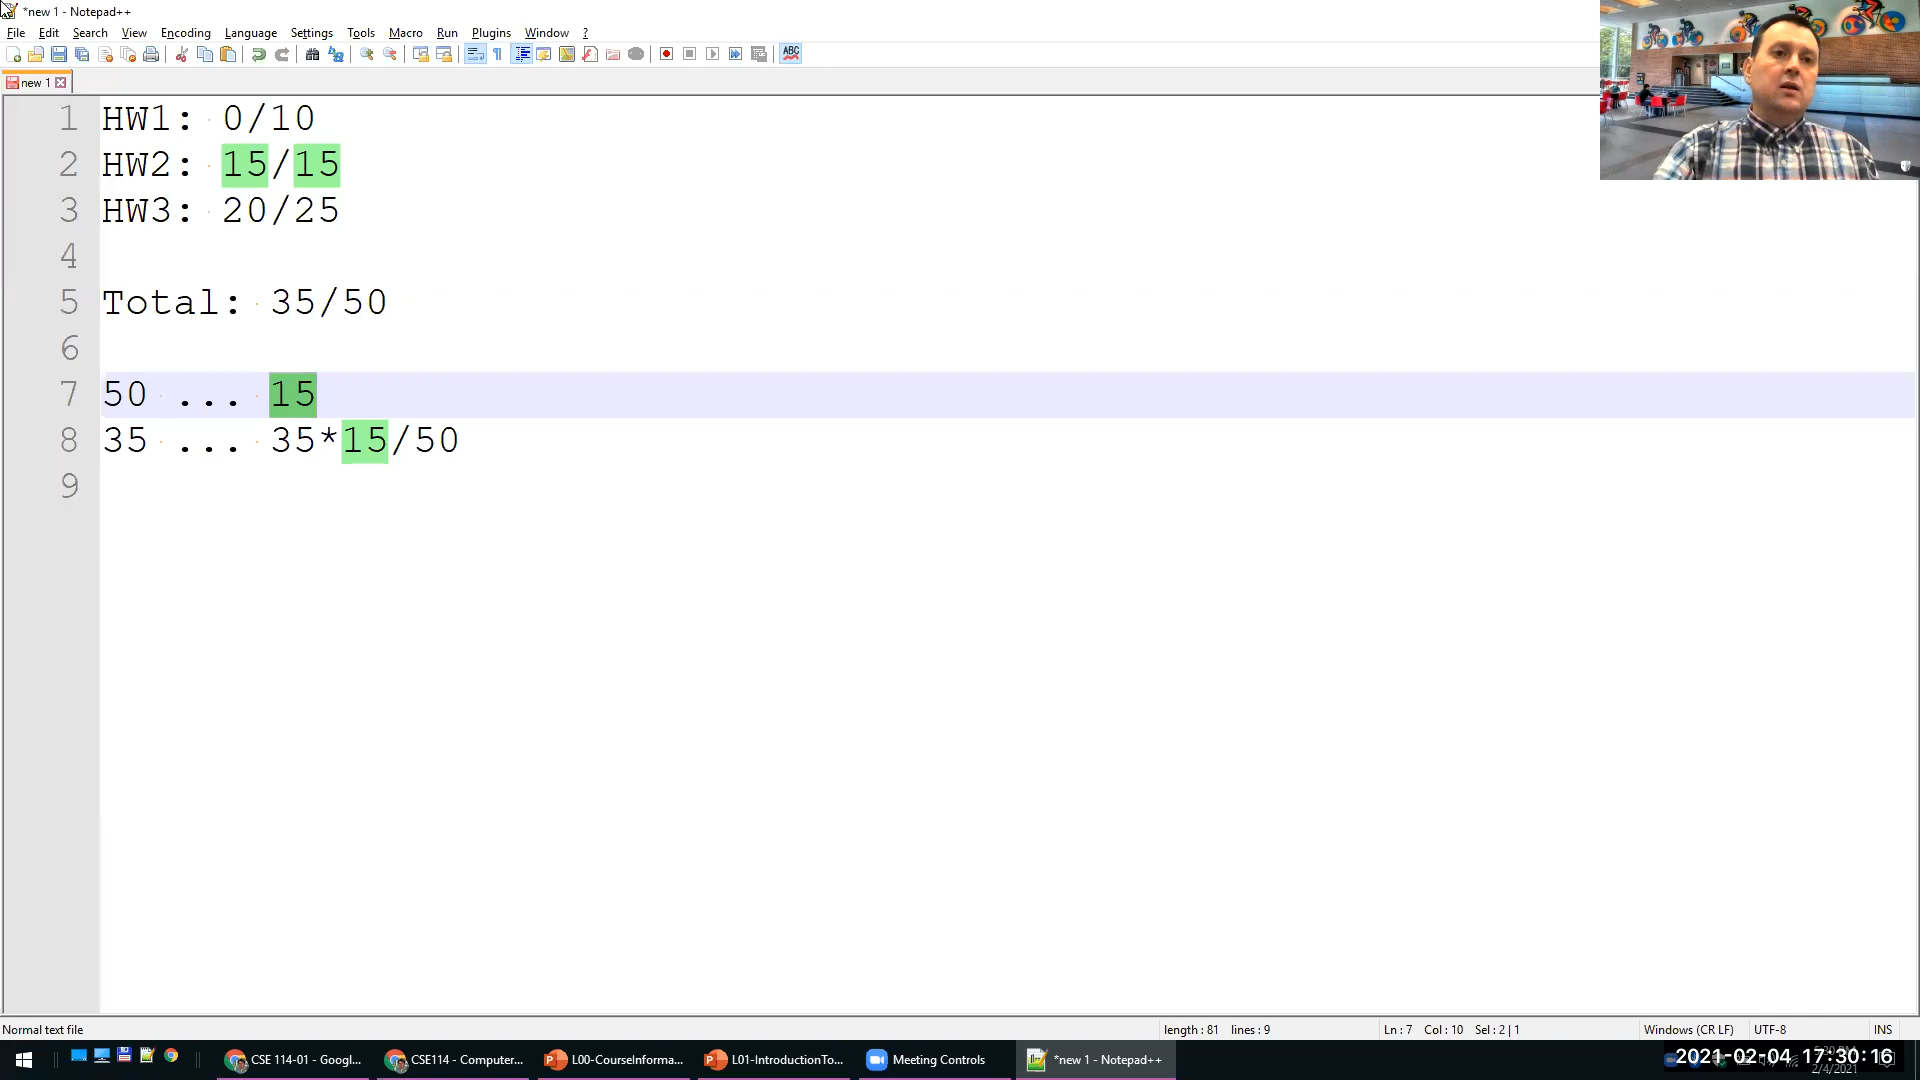 *new 1 - Notepad++
File Edit Search View Encoding Language Settings Tools Macro Run Plugins Window ?
ABC
new 1
1 HW1: 0/10
2 HW2: 15/15
3 HW3: 20/25
4
5 Total: 35/50
6
7 50 ... 15
8 35 ... 35*15/50
9
Normal text file length : 81 lines : 9 Ln : 7 Col : 10 Sel : 2 | 1 Windows (CR LF) UTF-8 INS
CSE 114-01 - Googl... CSE114 - Computer... L00-CourseInforma... L01-IntroductionTo... Meeting Controls *new 1 - Notepad++
2021-02-04 17:30:16
2/4/2021